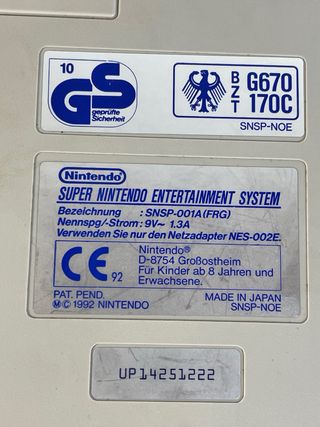 10
GS
geprüfte
Sicherheit
BZT
G670
170C
SNSP-NOE
Nintendo
SUPER NINTENDO ENTERTAINMENT SYSTEM
Bezeichnung : SNSP-001A(FRG)
Nennspg/-Strom : 9V~ 1.3A
Verwenden Sie nur den Netzadapter NES-002E.
CE 92
Nintendo®
D-8754 Großostheim
Für Kinder ab 8 Jahren und
Erwachsene.
PAT. PEND.
MADE IN JAPAN
Ⓜ©1992 NINTENDO
SNSP-NOE
UP14251222